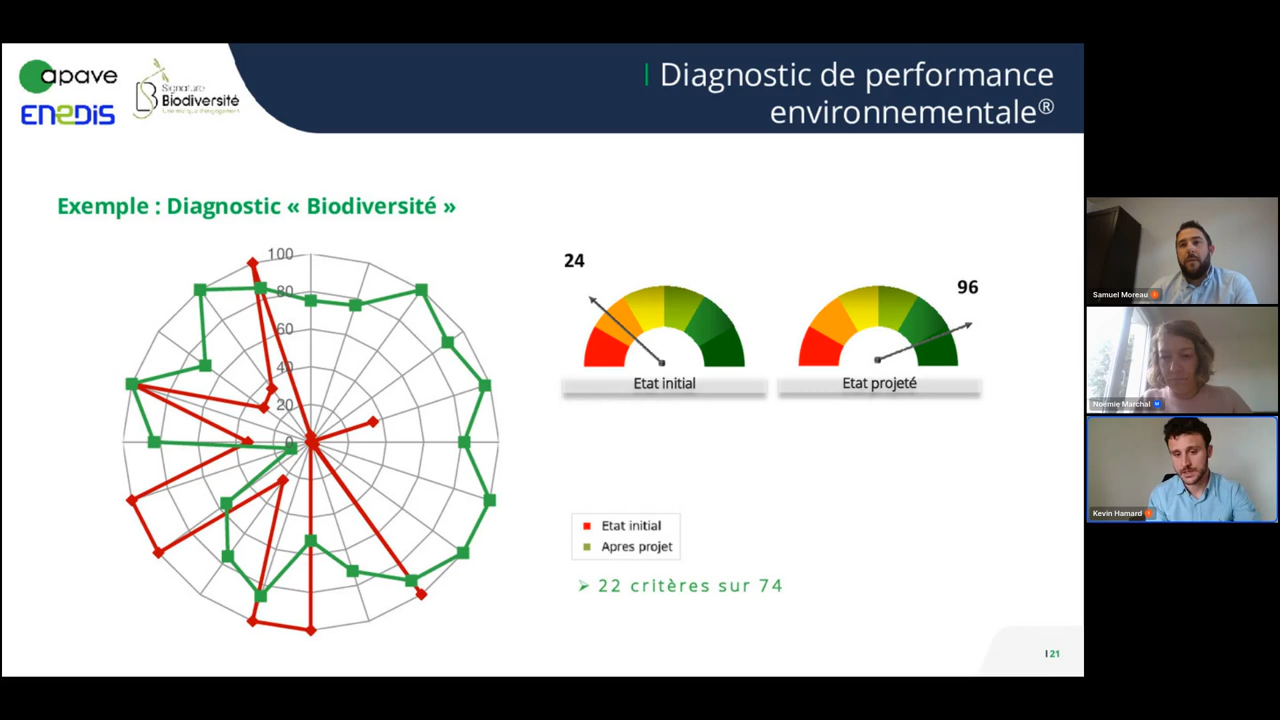 apave
ENEDIS
Signature
Biodiversité
| Diagnostic de performance
environnementale®
Exemple : Diagnostic « Biodiversité »
100
80
60
40
20
0
24
Etat initial
96
Etat projeté
Etat initial
Apres projet
➢ 22 critères sur 74
| 21
Samuel Moreau
Noémie Marchal
Kevin Hamard